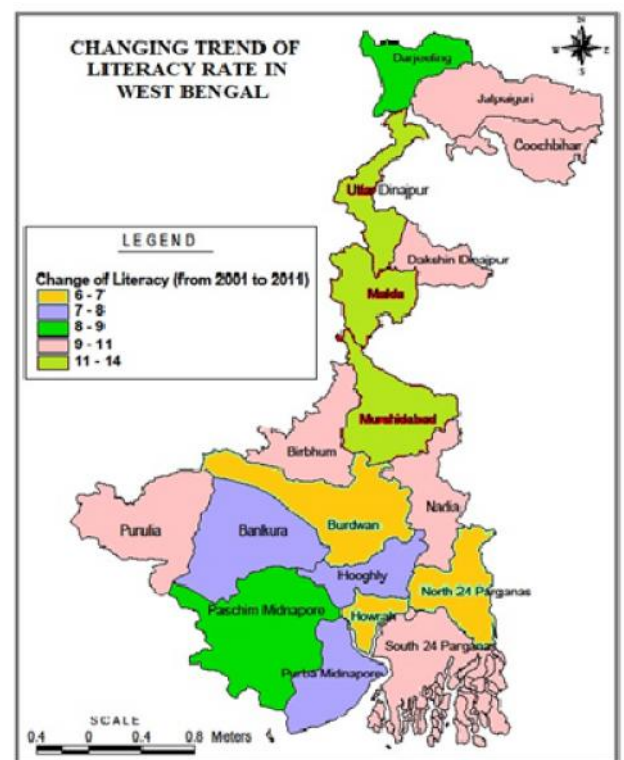 CHANGING TREND OF
LITERACY RATE IN
WEST BENGAL
N
W E
S
Darjeeling
Jalpaiguri
Coochbihar
Uttar Dinajpur
Dakshin Dinajpur
LEGEND
Change of Literacy (from 2001 to 2011)
6 - 7
7 - 8
8 - 9
9 - 11
11 - 14
Malda
Murshidabad
Birbhum
Nadia
Purulia
Bankura
Burdwan
Hooghly
North 24 Parganas
Paschim Midnapore
Howrah
South 24 Parganas
Purba Midnapore
SCALE
0.4 0 0.4 0.8 Meters